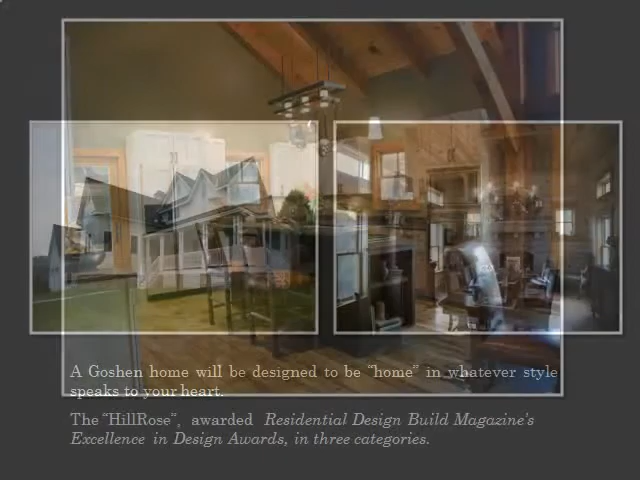 A Goshen home will be designed to be “home” in whatever style
speaks to your heart.
The “HillRose“, awarded Residential Design Build Magazine's
Excellence in Design Awards, in three categories.